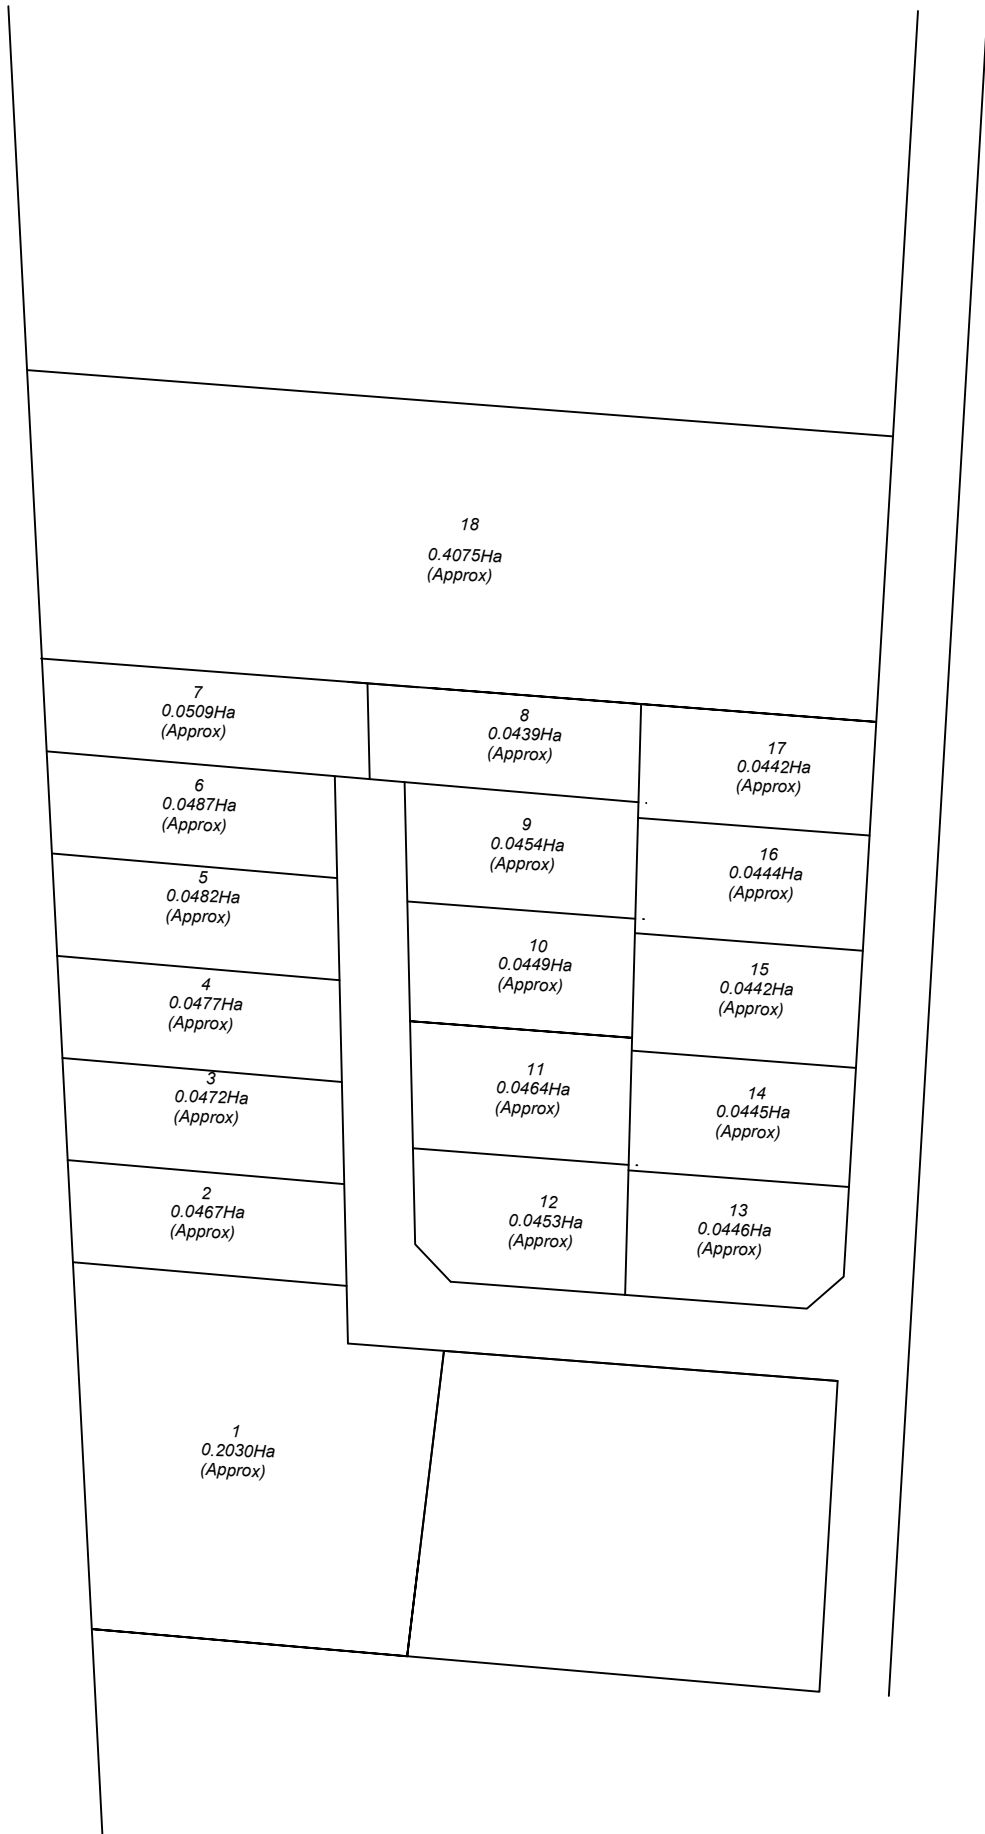 18
0.4075Ha
(Approx)
7
0.0509Ha
(Approx)
8
0.0439Ha
(Approx)
17
0.0442Ha
(Approx)
6
0.0487Ha
(Approx)
9
0.0454Ha
(Approx)
16
0.0444Ha
(Approx)
5
0.0482Ha
(Approx)
10
0.0449Ha
(Approx)
15
0.0442Ha
(Approx)
4
0.0477Ha
(Approx)
11
0.0464Ha
(Approx)
14
0.0445Ha
(Approx)
3
0.0472Ha
(Approx)
2
0.0467Ha
(Approx)
12
0.0453Ha
(Approx)
13
0.0446Ha
(Approx)
1
0.2030Ha
(Approx)